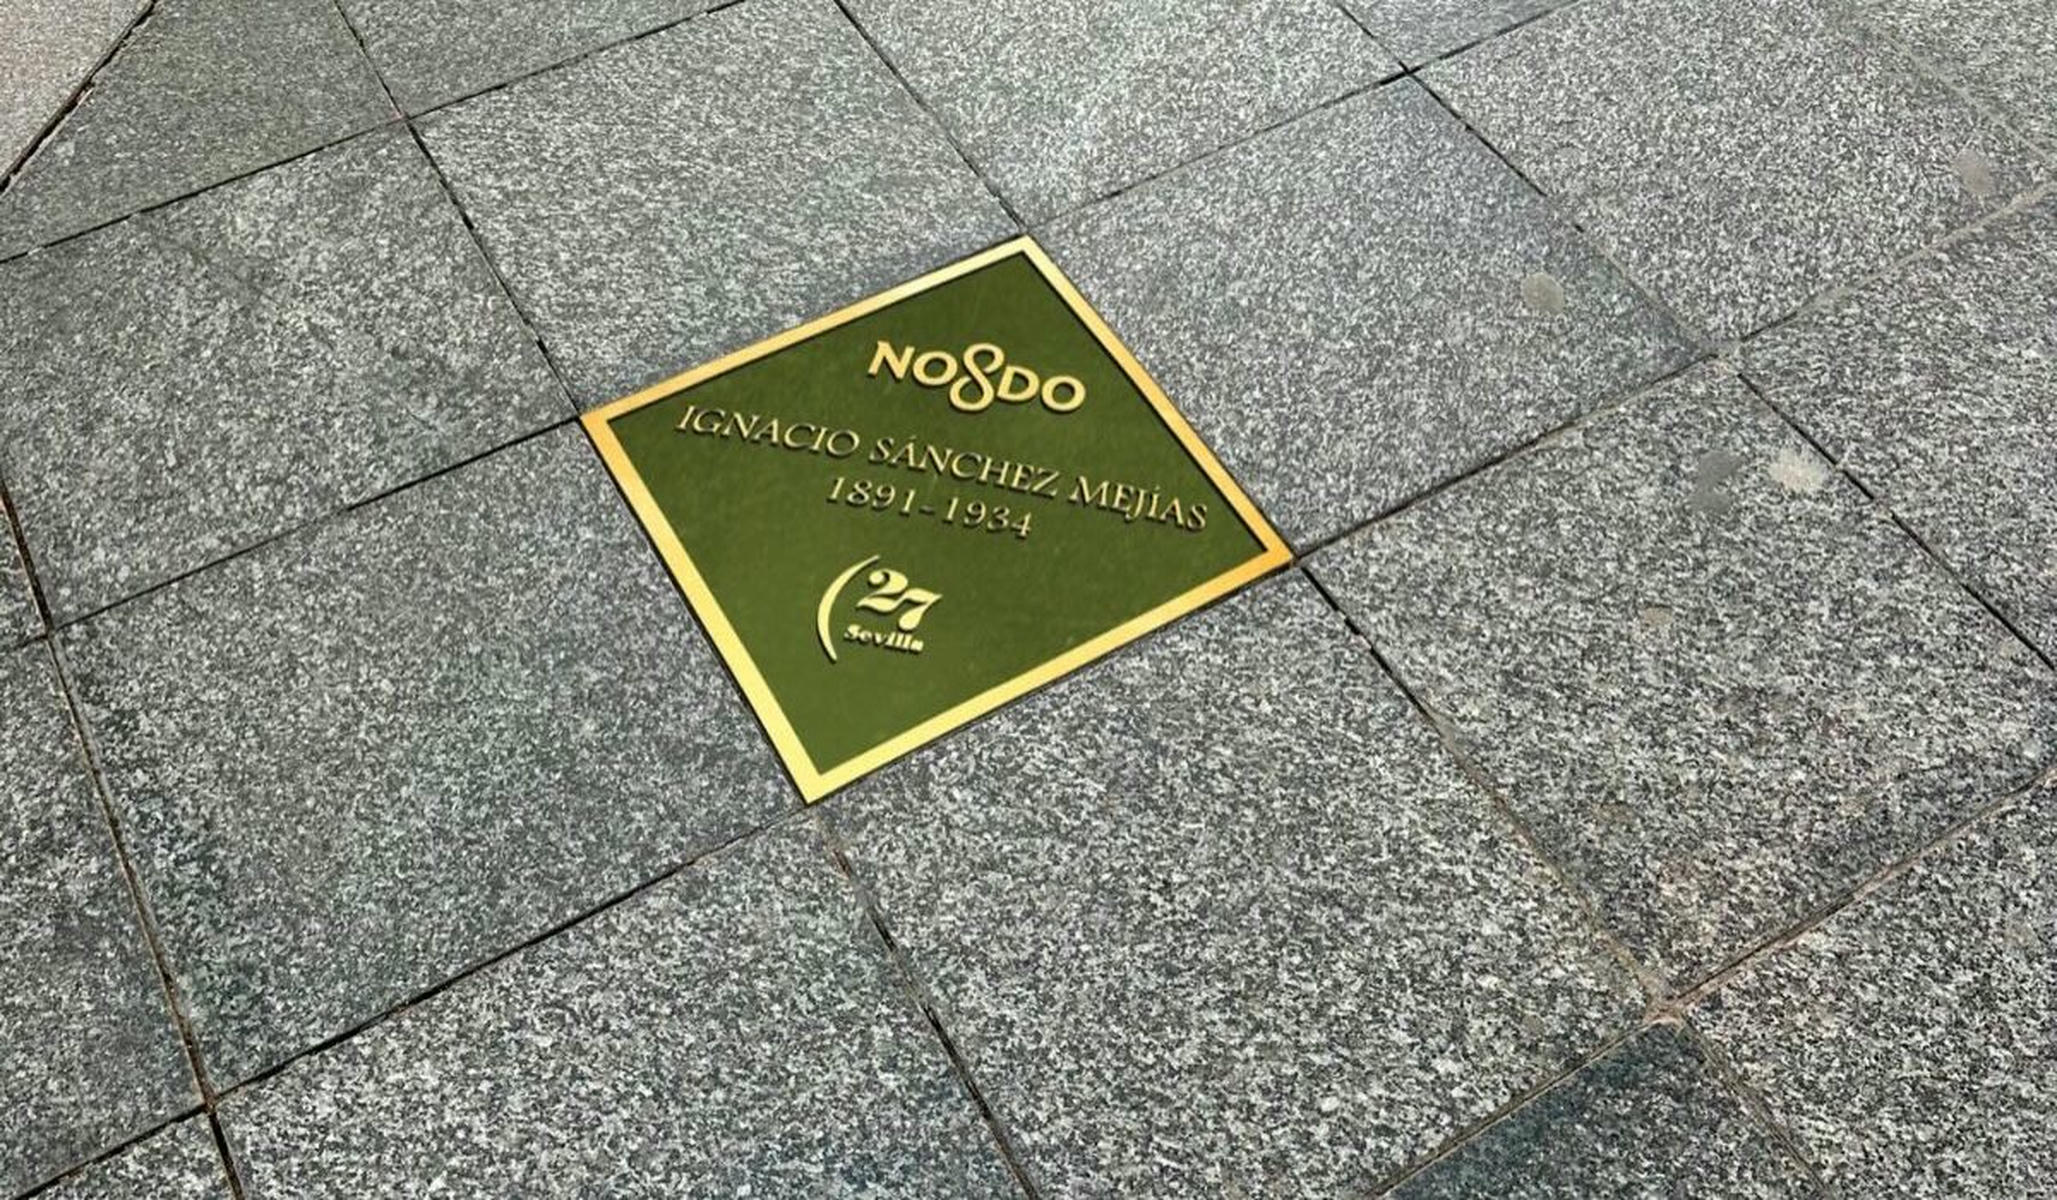 NO8DO
IGNACIO SÁNCHEZ MEJÍAS
1891-1934
27
Sevilla